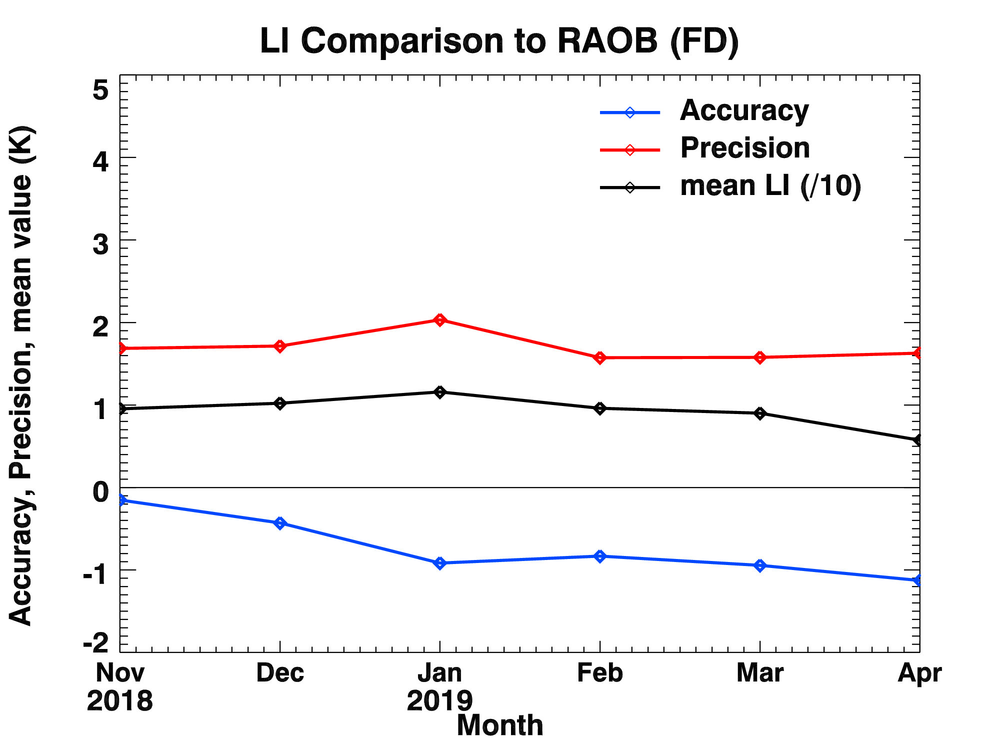 LI Comparison to RAOB (FD)
Accuracy, Precision, mean value (K)
5
4
3
2
1
0
-1
-2
Accuracy
Precision
mean LI (/10)
Nov Dec Jan Feb Mar Apr
2018 2019
Month